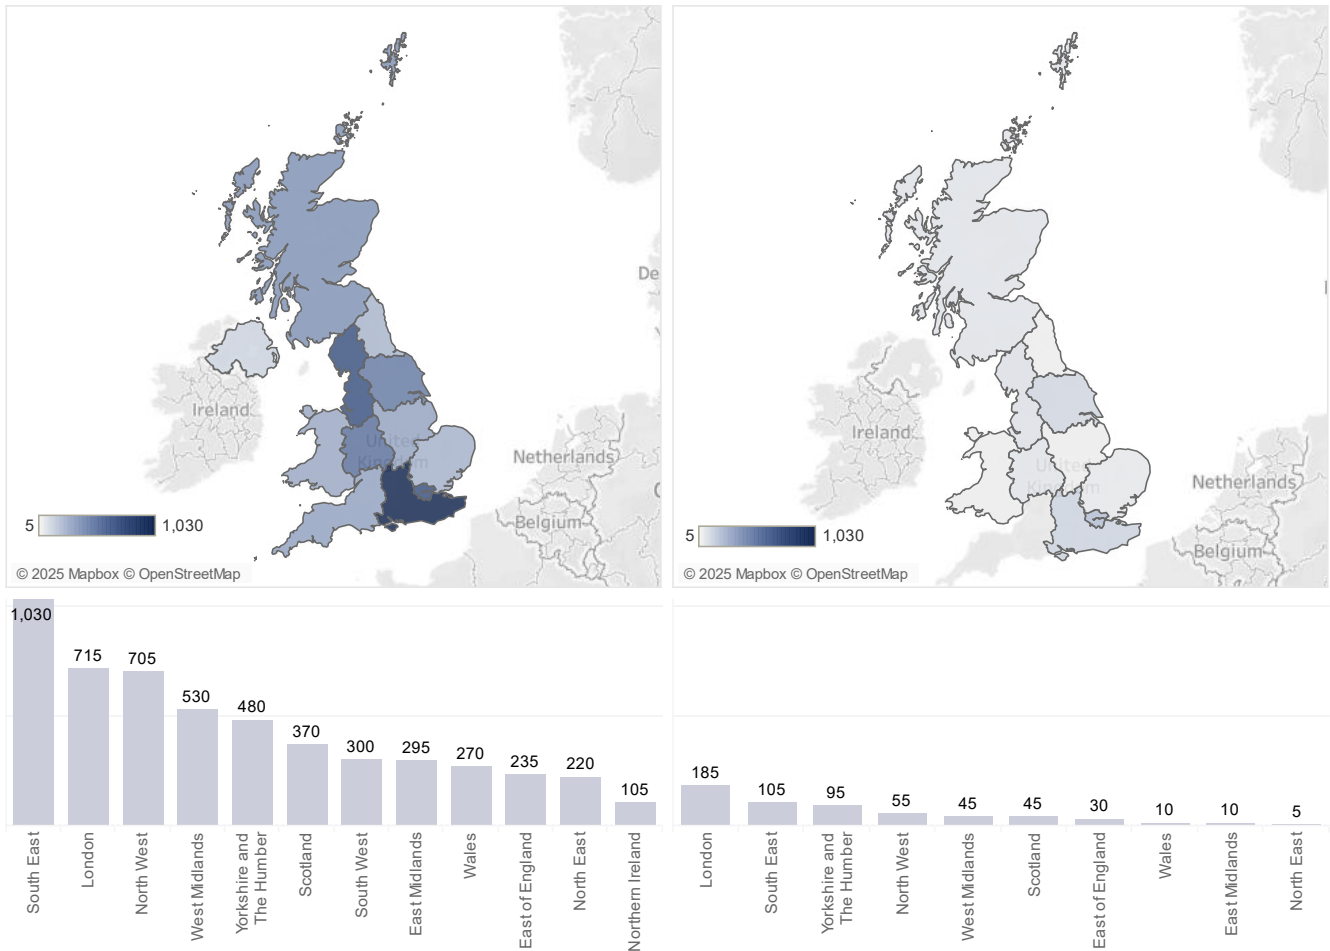 De
Ireland
United
Kingdom
Netherlands
Belgium
5
1,030
© 2025 Mapbox © OpenStreetMap
Ireland
United
Kingdom
Netherlands
Belgium
5
1,030
© 2025 Mapbox © OpenStreetMap
1,030
715
705
530
480
370
300
295
270
235
220
105
South East
London
North West
West Midlands
Yorkshire and
The Humber
Scotland
South West
East Midlands
Wales
East of England
North East
Northern Ireland
185
105
95
55
45
45
30
10
10
5
London
South East
Yorkshire and
The Humber
North West
West Midlands
Scotland
East of England
Wales
East Midlands
North East